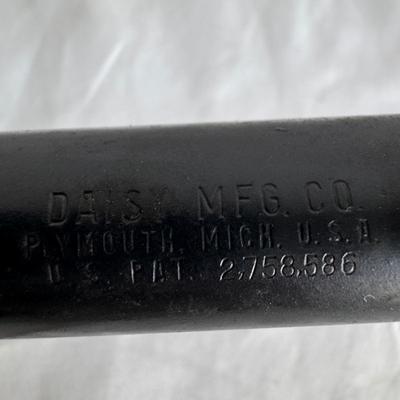 DAISY MFG. CO.
PLYMOUTH, MICH. U.S.A.
U.S. PAT. 2,758,586